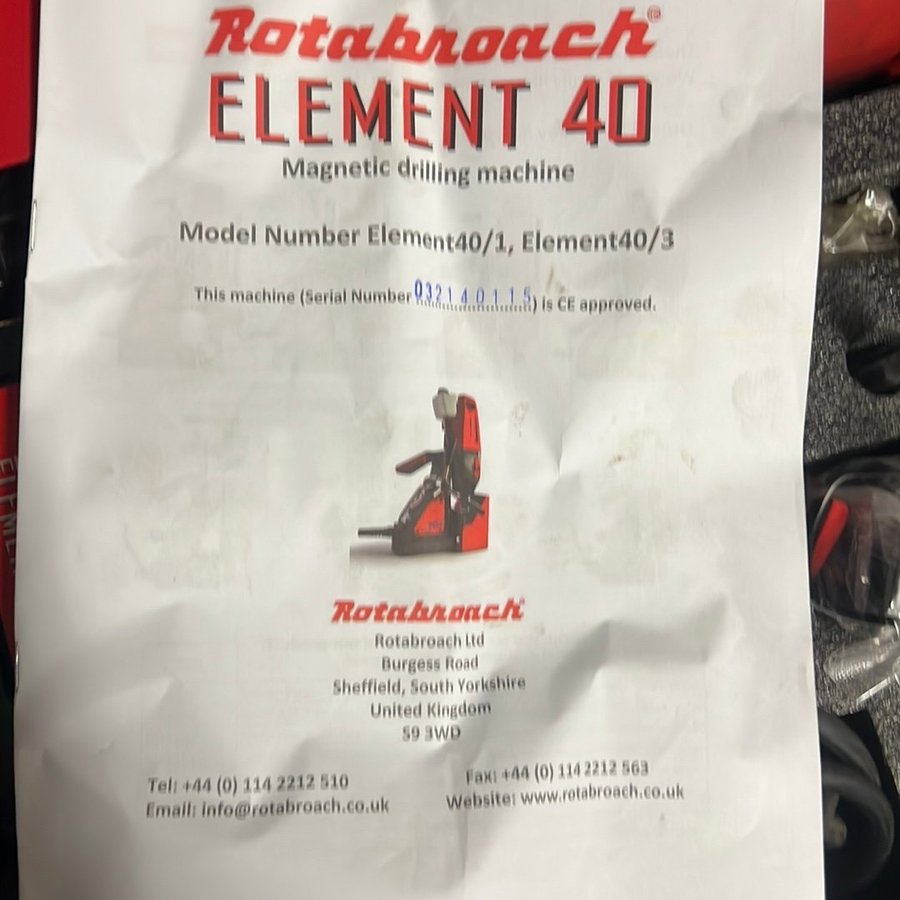 Rotabroach®
ELEMENT 40
Magnetic drilling machine
Model Number Element40/1, Element40/3
This machine (Serial Number 032140115) is CE approved.
Rotabroach
Rotabroach Ltd
Burgess Road
Sheffield, South Yorkshire
United Kingdom
S9 3WD
Tel: +44 (0) 114 2212 510
Fax: +44 (0) 114 2212 563
Email: info@rotabroach.co.uk
Website: www.rotabroach.co.uk